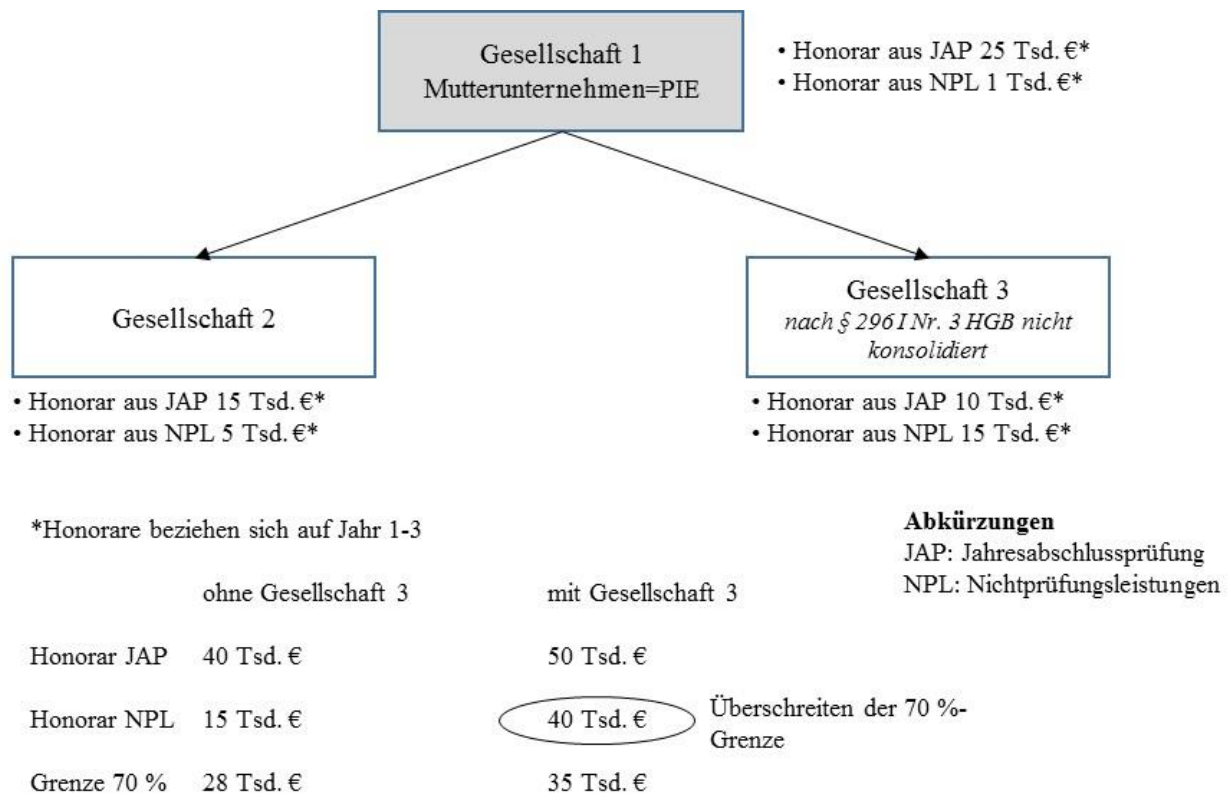 Gesellschaft 1
Mutterunternehmen=PIE
• Honorar aus JAP 25 Tsd. €*
• Honorar aus NPL 1 Tsd. €*
Gesellschaft 2
Gesellschaft 3
nach § 296 I Nr. 3 HGB nicht
konsolidiert
• Honorar aus JAP 15 Tsd. €*
• Honorar aus NPL 5 Tsd. €*
• Honorar aus JAP 10 Tsd. €*
• Honorar aus NPL 15 Tsd. €*
*Honorare beziehen sich auf Jahr 1-3
Abkürzungen
JAP: Jahresabschlussprüfung
NPL: Nichtprüfungsleistungen
ohne Gesellschaft 3 mit Gesellschaft 3
Honorar JAP 40 Tsd. € 50 Tsd. €
Honorar NPL 15 Tsd. € 40 Tsd. €
Überschreiten der 70 %-
Grenze
Grenze 70 % 28 Tsd. € 35 Tsd. €